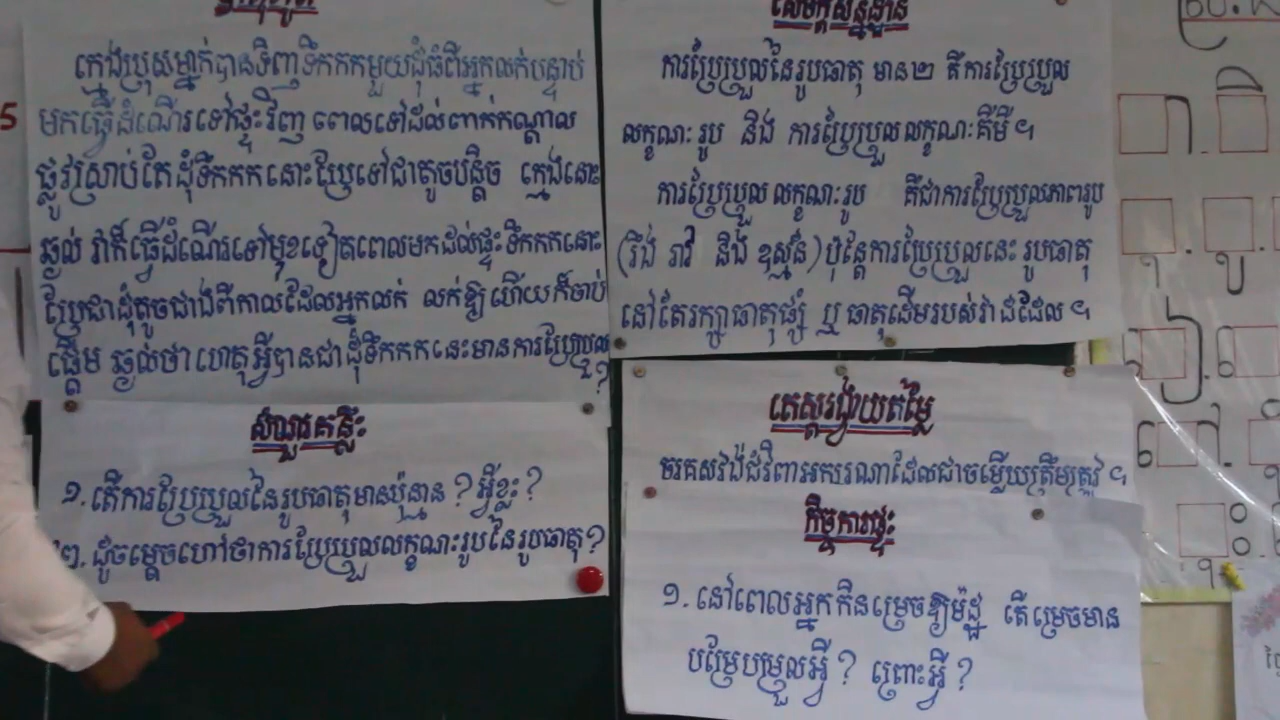 ក្មេងប្រុសម្នាក់បានទិញទឹកកកមួយដុំធំពីអ្នកលក់បន្ទាប់
មកធ្វើដំណើរទៅផ្ទះវិញ ពេលទៅដល់ពាក់កណ្ដាល
ផ្លូវស្រាប់តែដុំទឹកកកនោះប្រែទៅជាតូចបន្តិច ក្មេងនោះ
ឆ្ងល់ វាក៏ធ្វើដំណើរទៅមុខទៀតពេលមកដល់ផ្ទះទឹកកកនោះ
ប្រែជាដុំតូចជាងពីកាលដែលអ្នកលក់ លក់ឱ្យ ហើយក៏ចាប់
ផ្ដើម ឆ្ងល់ថា ហេតុអ្វីបានជាដុំទឹកកកនេះមានការប្រែប្រួល?
សំណួរគន្លឹះ
១. តើការប្រែប្រួលនៃរូបធាតុមានប៉ុន្មាន ? អ្វីខ្លះ ?
២. ដូចម្ដេចហៅថាការប្រែប្រួលលក្ខណៈរូបនៃរូបធាតុ ?
សេចក្ដីសន្និដ្ឋាន
ការប្រែប្រួលនៃរូបធាតុ មាន២ គឺការប្រែប្រួល
លក្ខណៈរូប និង ការប្រែប្រួលលក្ខណៈគីមី ។
ការប្រែប្រួលលក្ខណៈរូប គឺជាការប្រែប្រួលភាពរូប
(រឹង រាវ និង ឧស្ម័ន) ប៉ុន្តែការប្រែប្រួលនេះ រូបធាតុ
នៅតែរក្សាធាតុផ្សំ ឬ ធាតុដើមរបស់វាដដែល ។
តេស្តវាយតម្លៃ
ចូរគូសវង់ជុំវិញអក្សរណាដែលជាចម្លើយត្រឹមត្រូវ ។
កិច្ចការផ្ទះ
១. នៅពេលអ្នកកិនម្រេចឱ្យម៉ដ្ឋ តើម្រេចមាន
បម្រែបម្រួលអ្វី ? ព្រោះអ្វី ?